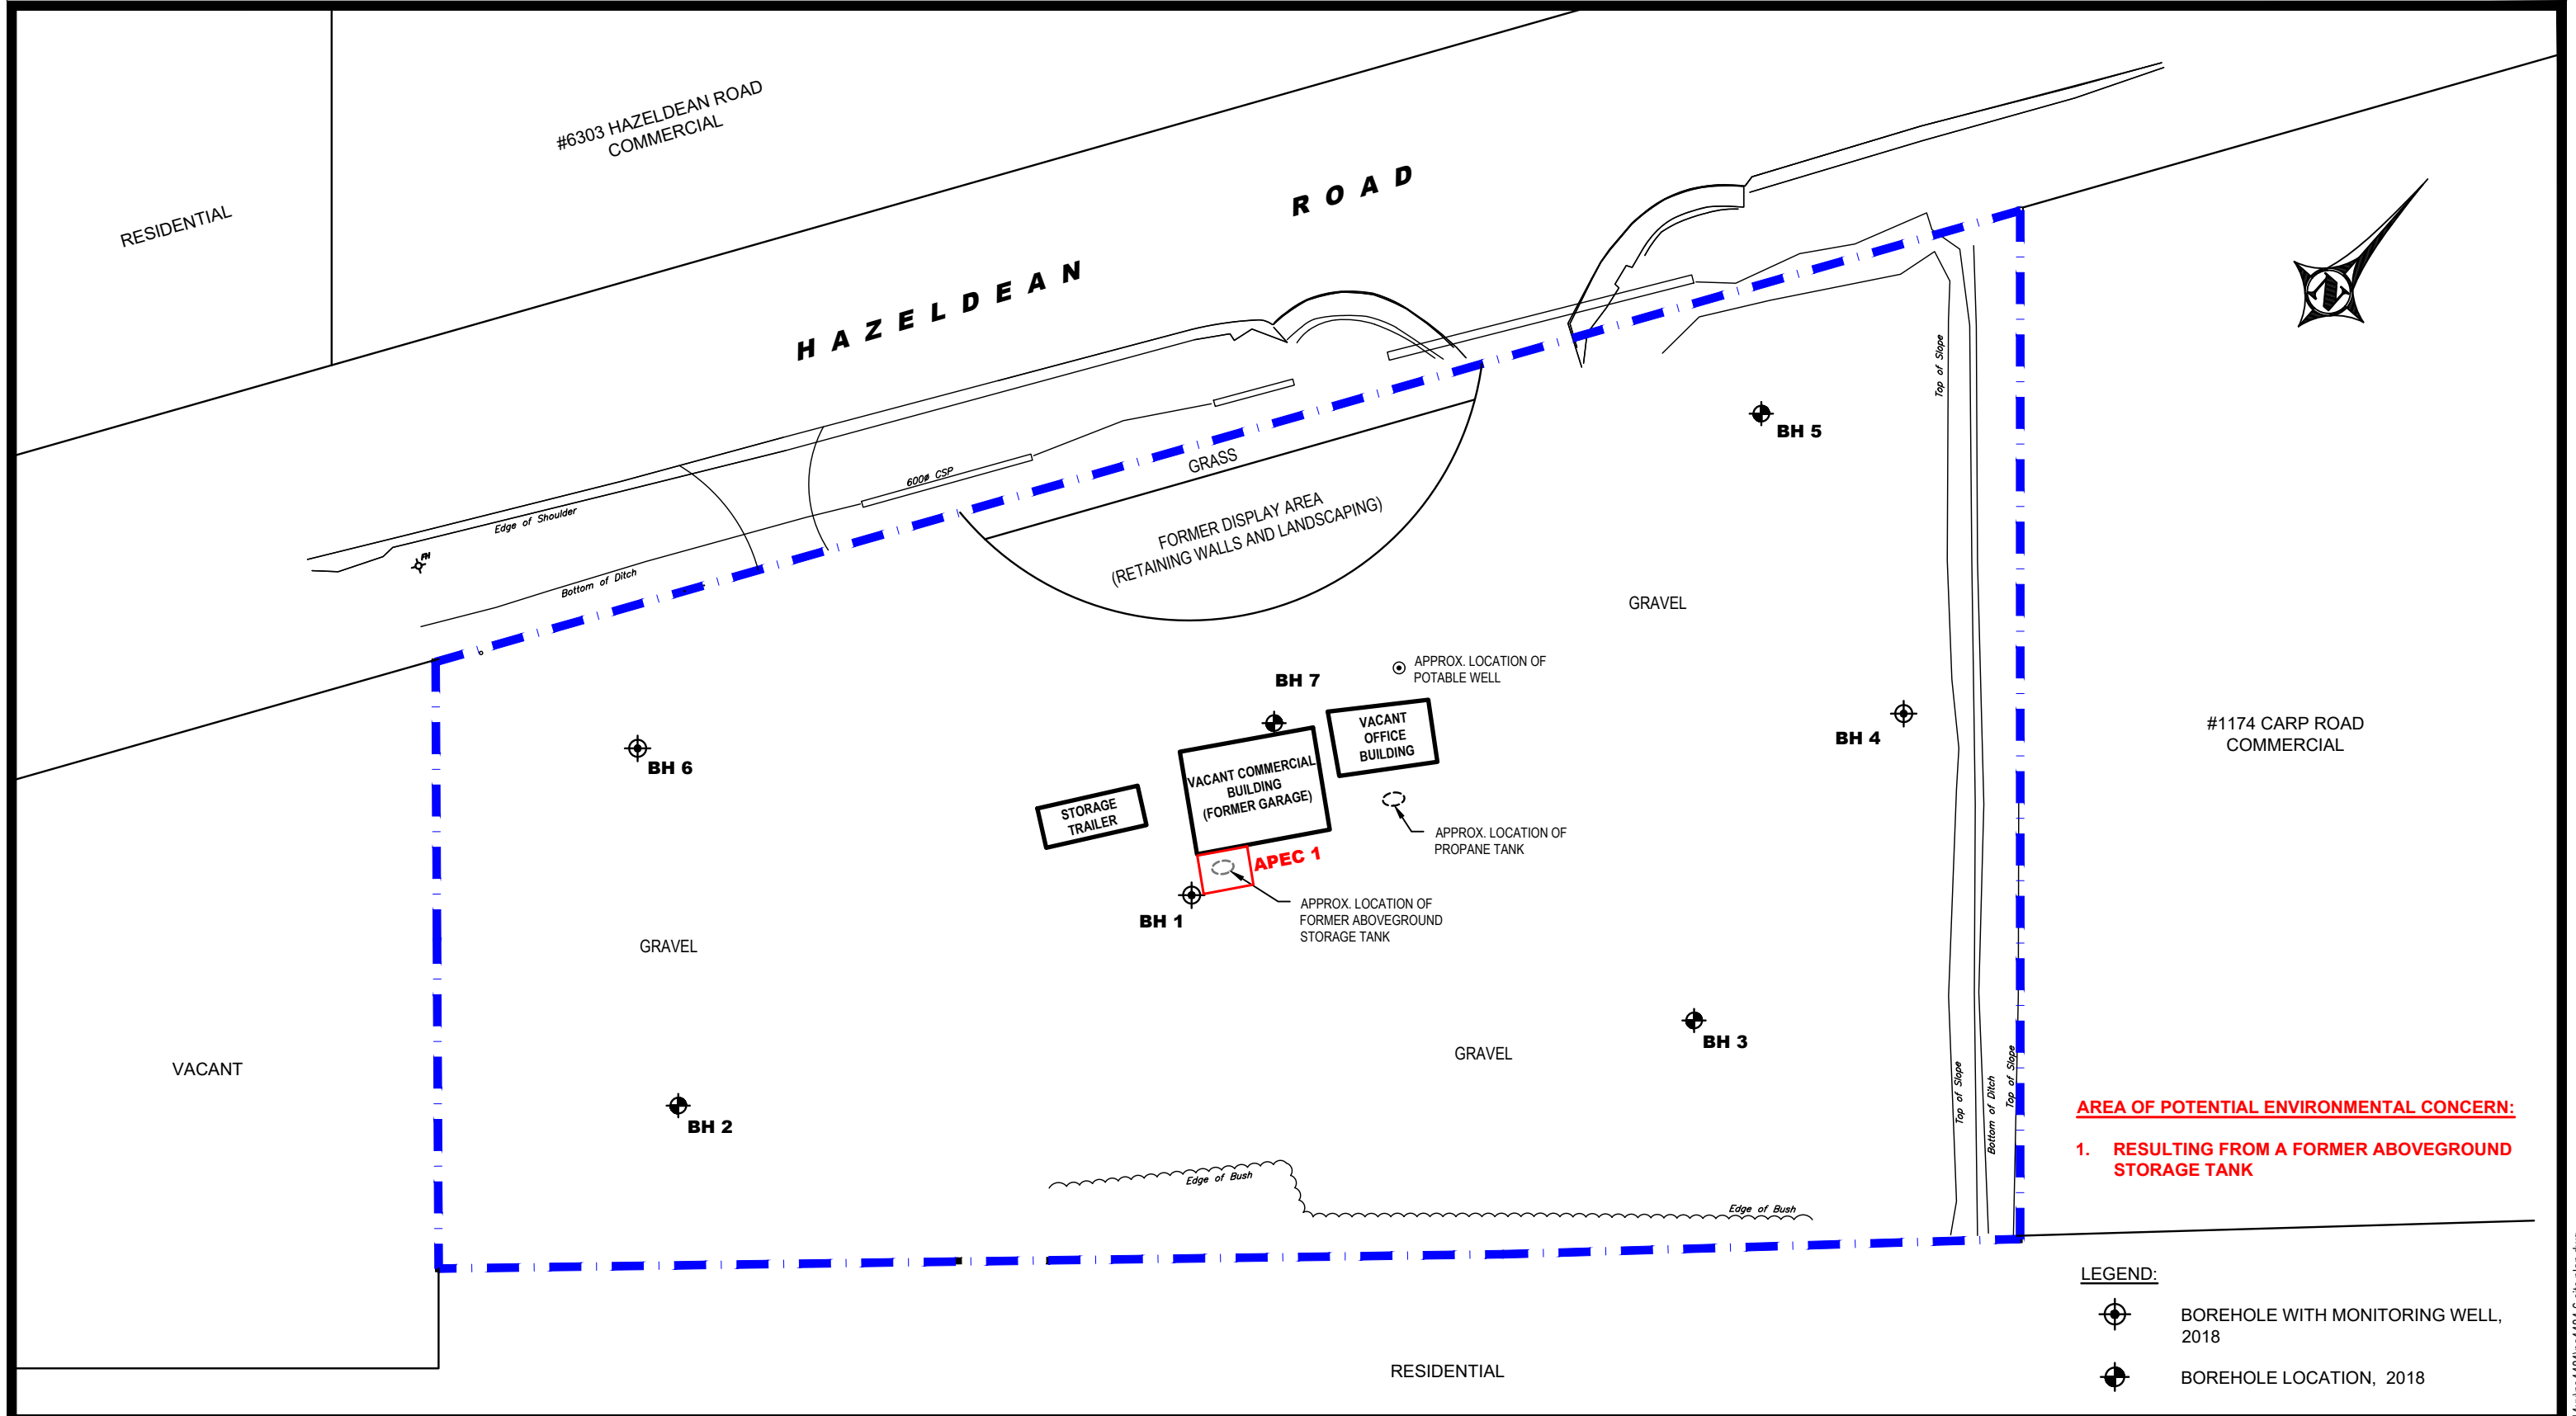 #6303 HAZELDEAN ROAD
COMMERCIAL
RESIDENTIAL
HAZELDEAN ROAD
N
Top of Slope
BH 5
600ø CSP
GRASS
Edge of Shoulder
FH
FORMER DISPLAY AREA
(RETAINING WALLS AND LANDSCAPING)
Bottom of Ditch
GRAVEL
APPROX. LOCATION OF
POTABLE WELL
BH 7
VACANT
OFFICE
BUILDING
BH 4
#1174 CARP ROAD
COMMERCIAL
BH 6
VACANT COMMERCIAL
BUILDING
(FORMER GARAGE)
STORAGE
TRAILER
APPROX. LOCATION OF
PROPANE TANK
APEC 1
BH 1
APPROX. LOCATION OF
FORMER ABOVEGROUND
STORAGE TANK
GRAVEL
BH 3
GRAVEL
VACANT
BH 2
Top of Slope
Bottom of Ditch
Top of Slope
AREA OF POTENTIAL ENVIRONMENTAL CONCERN:
1. RESULTING FROM A FORMER ABOVEGROUND
STORAGE TANK
Edge of Bush
Edge of Bush
LEGEND:
BOREHOLE WITH MONITORING WELL,
2018
RESIDENTIAL
BOREHOLE LOCATION, 2018